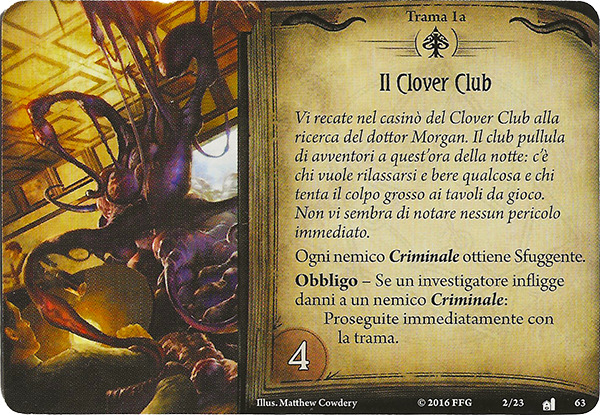 Trama 1a
Il Clover Club
Vi recate nel casinò del Clover Club alla
ricerca del dottor Morgan. Il club pullula
di avventori a quest'ora della notte: c'è
chi vuole rilassarsi e bere qualcosa e chi
tenta il colpo grosso ai tavoli da gioco.
Non vi sembra di notare nessun pericolo
immediato.
Ogni nemico Criminale ottiene Sfuggente.
Obbligo – Se un investigatore infligge
danni a un nemico Criminale:
Proseguite immediatamente con
la trama.
4
Illus. Matthew Cowdery © 2016 FFG 2/23 63